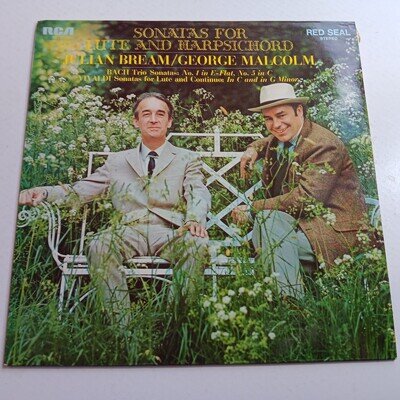 RCA
SONATAS FOR
RED SEAL
STEREO
LUTE AND HARPSICHORD
JULIAN BREAM/GEORGE MALCOLM
BACH Trio Sonatas: No. 1 in E-Flat, No. 5 in C
VIVALDI Sonatas for Lute and Continuo: In C and in G Minor